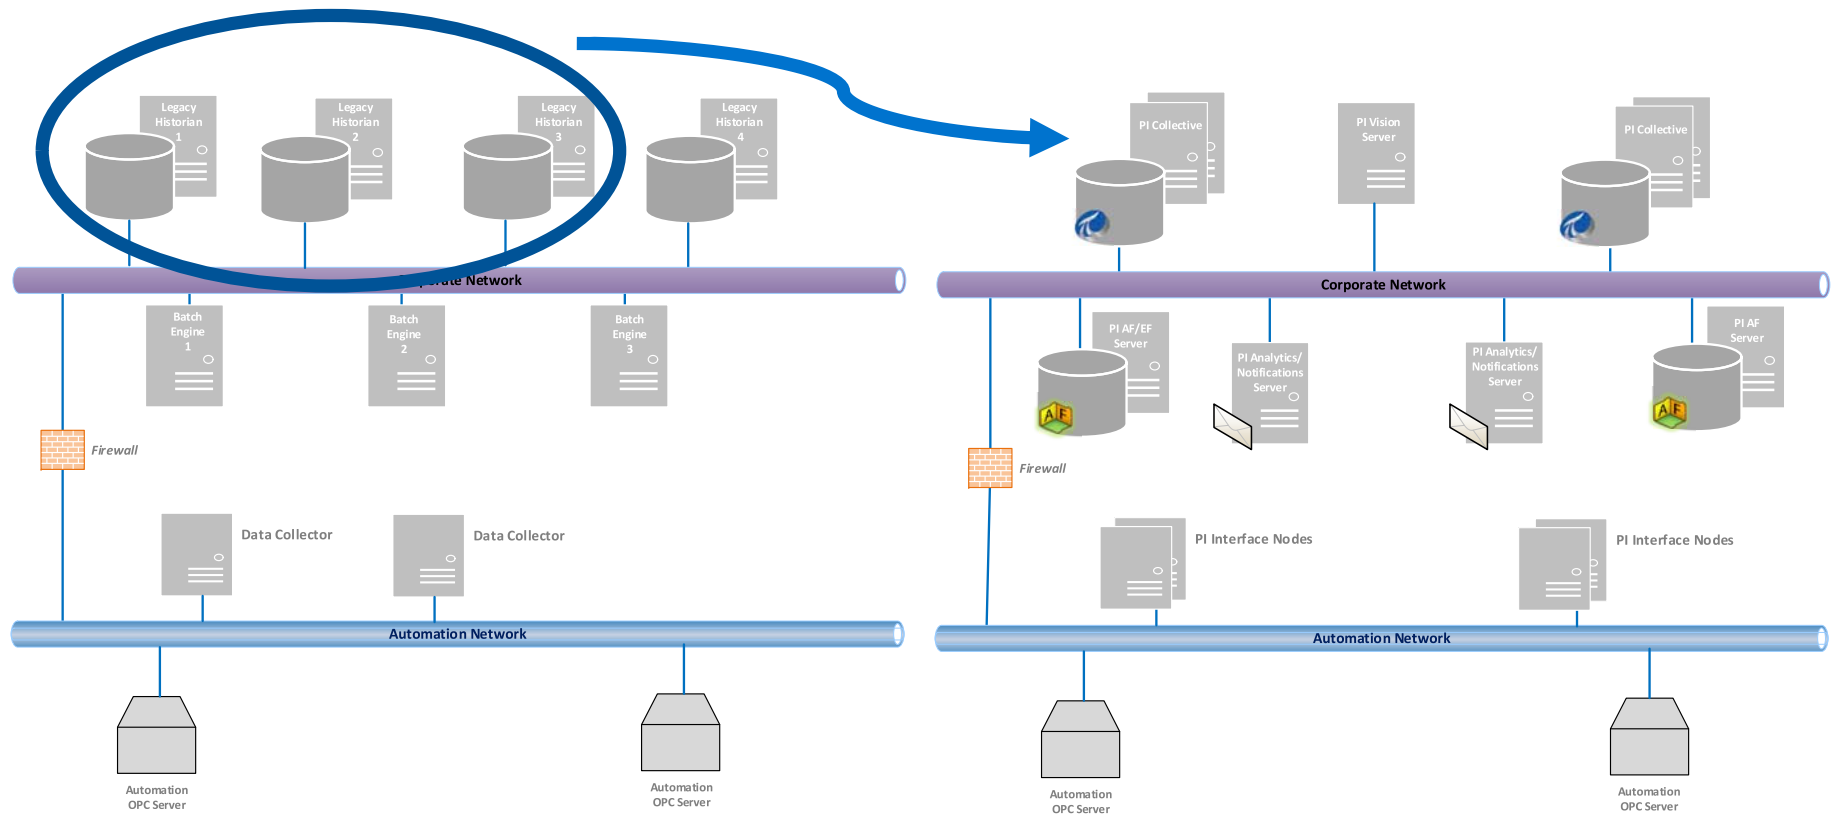 Legacy
Historian
1
Legacy
Historian
2
Legacy
Historian
3
Legacy
Historian
4
Network
Batch
Engine
1
Batch
Engine
2
Batch
Engine
3
Firewall
Data Collector
Data Collector
Automation Network
Automation
OPC Server
Automation
OPC Server
PI Collective
PI Vision
Server
PI Collective
Corporate Network
PI AF/EF
Server
AF
PI Analytics/
Notifications
Server
PI Analytics/
Notifications
Server
PI AF
Server
AF
Firewall
PI Interface Nodes
PI Interface Nodes
Automation Network
Automation
OPC Server
Automation
OPC Server